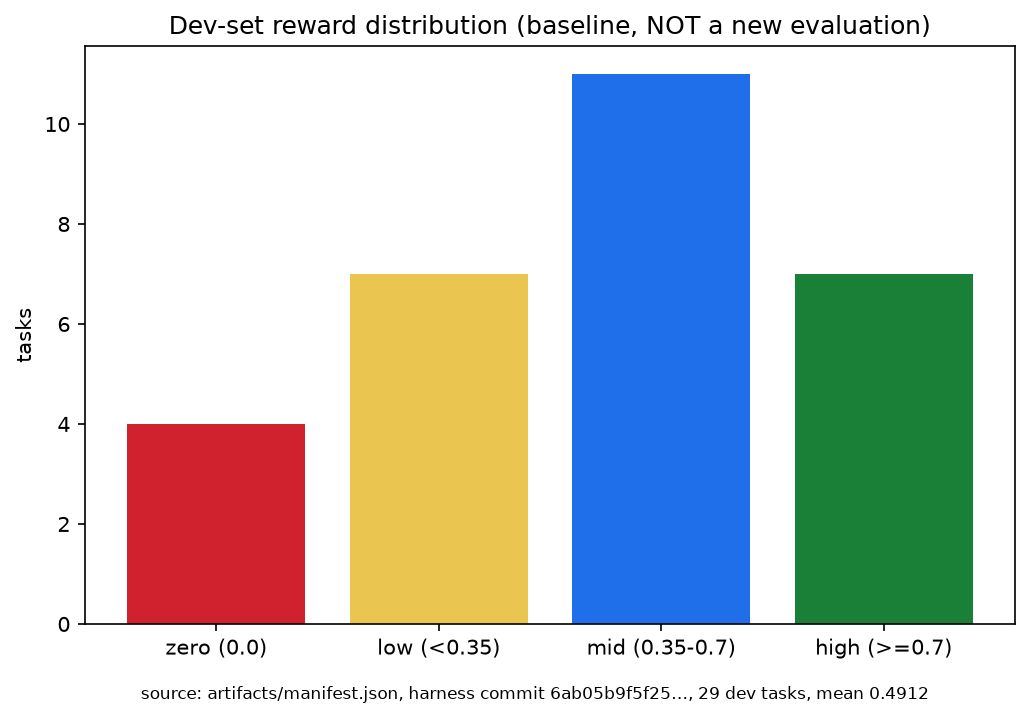 Dev-set reward distribution (baseline, NOT a new evaluation)
10
8
6
4
2
0
tasks
zero (0.0)
low (<0.35)
mid (0.35-0.7)
high (>=0.7)
source: artifacts/manifest.json, harness commit 6ab05b9f5f25..., 29 dev tasks, mean 0.4912